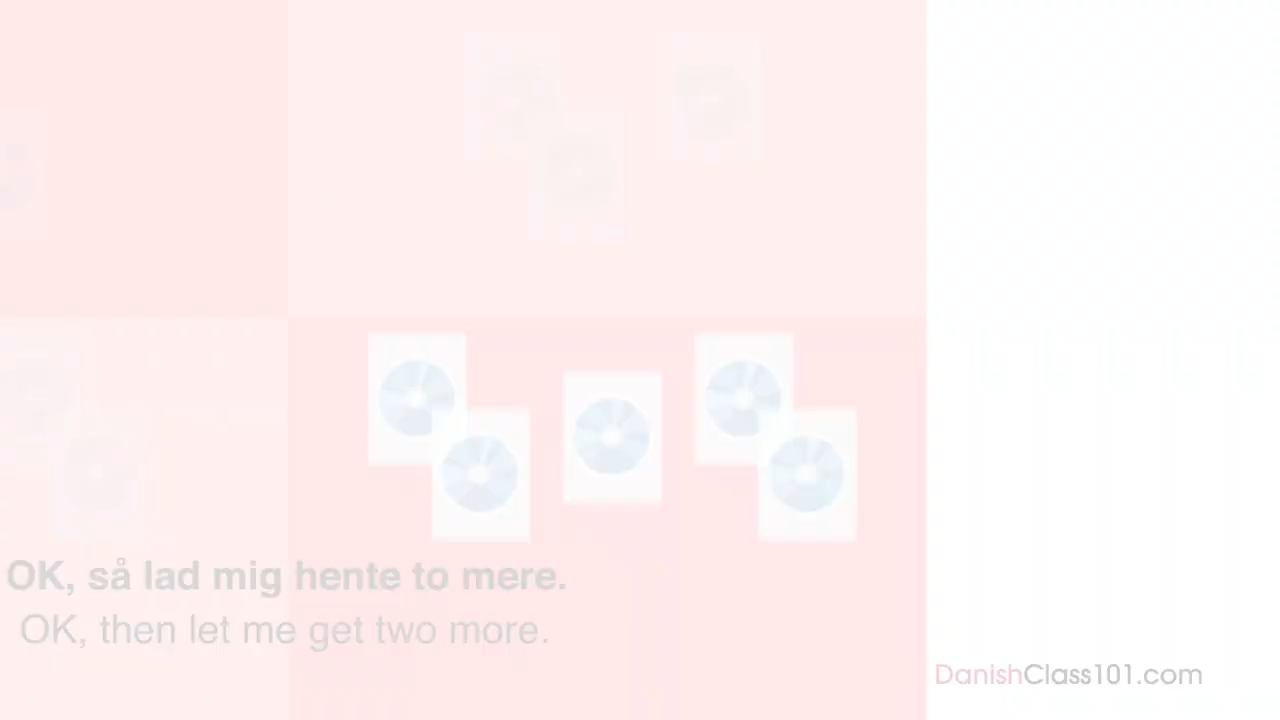 OK, så lad mig hente to mere.
OK, then let me get two more.
DanishClass101.com